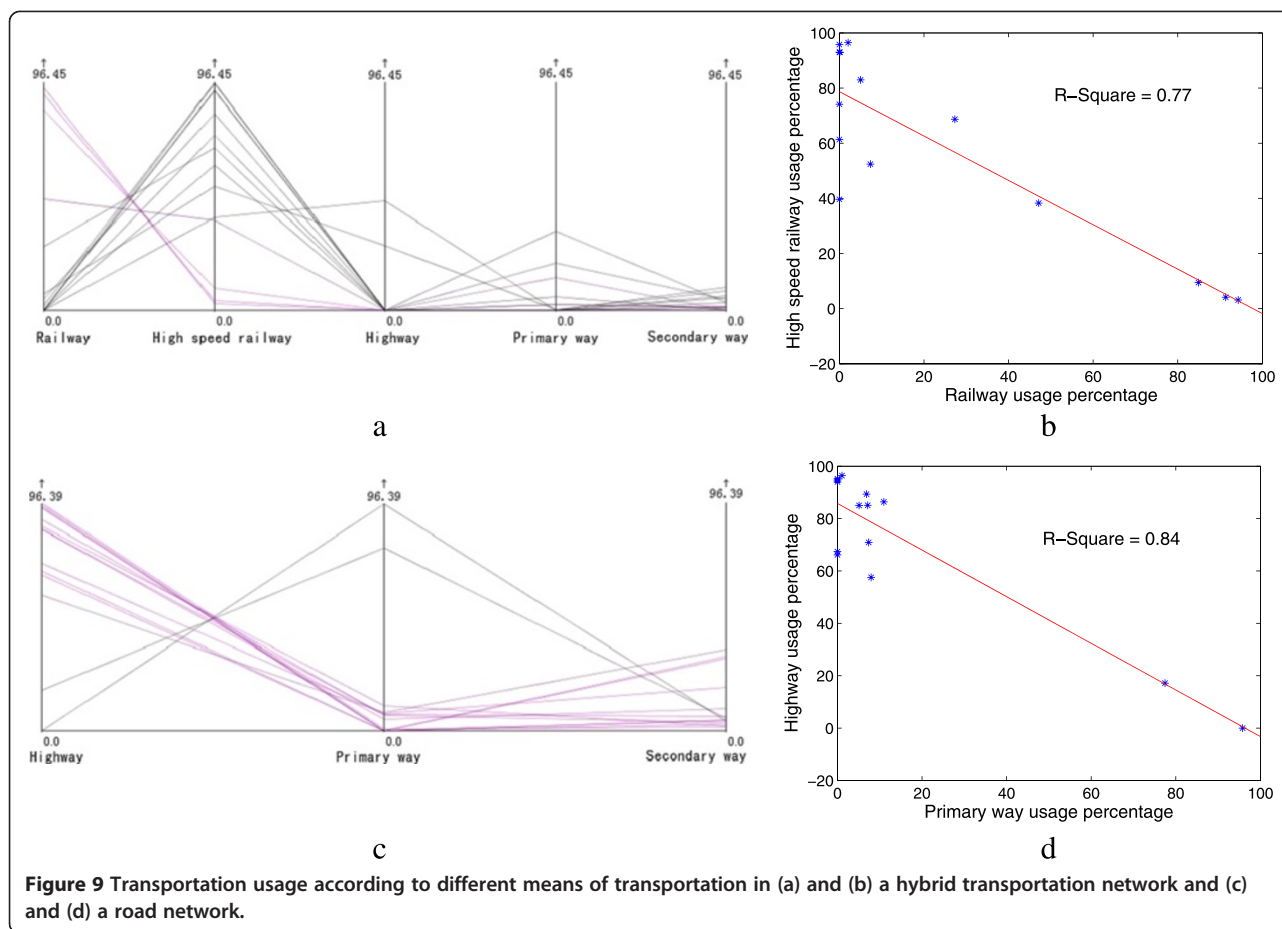 ↑ ↑ ↑ ↑ ↑
96.45 96.45 96.45 96.45 96.45
0.0 0.0 0.0 0.0 0.0
Railway High speed railway Highway Primary way Secondary way
a
100
80
60
40
20
0
−20
High speed railway usage percentage
R−Square = 0.77
0 20 40 60 80 100
Railway usage percentage
b
↑ ↑ ↑
96.39 96.39 96.39
0.0 0.0 0.0
Highway Primary way Secondary way
c
100
80
60
40
20
0
−20
Highway usage percentage
R−Square = 0.84
0 20 40 60 80 100
Primary way usage percentage
d
Figure 9 Transportation usage according to different means of transportation in (a) and (b) a hybrid transportation network and (c)
and (d) a road network.